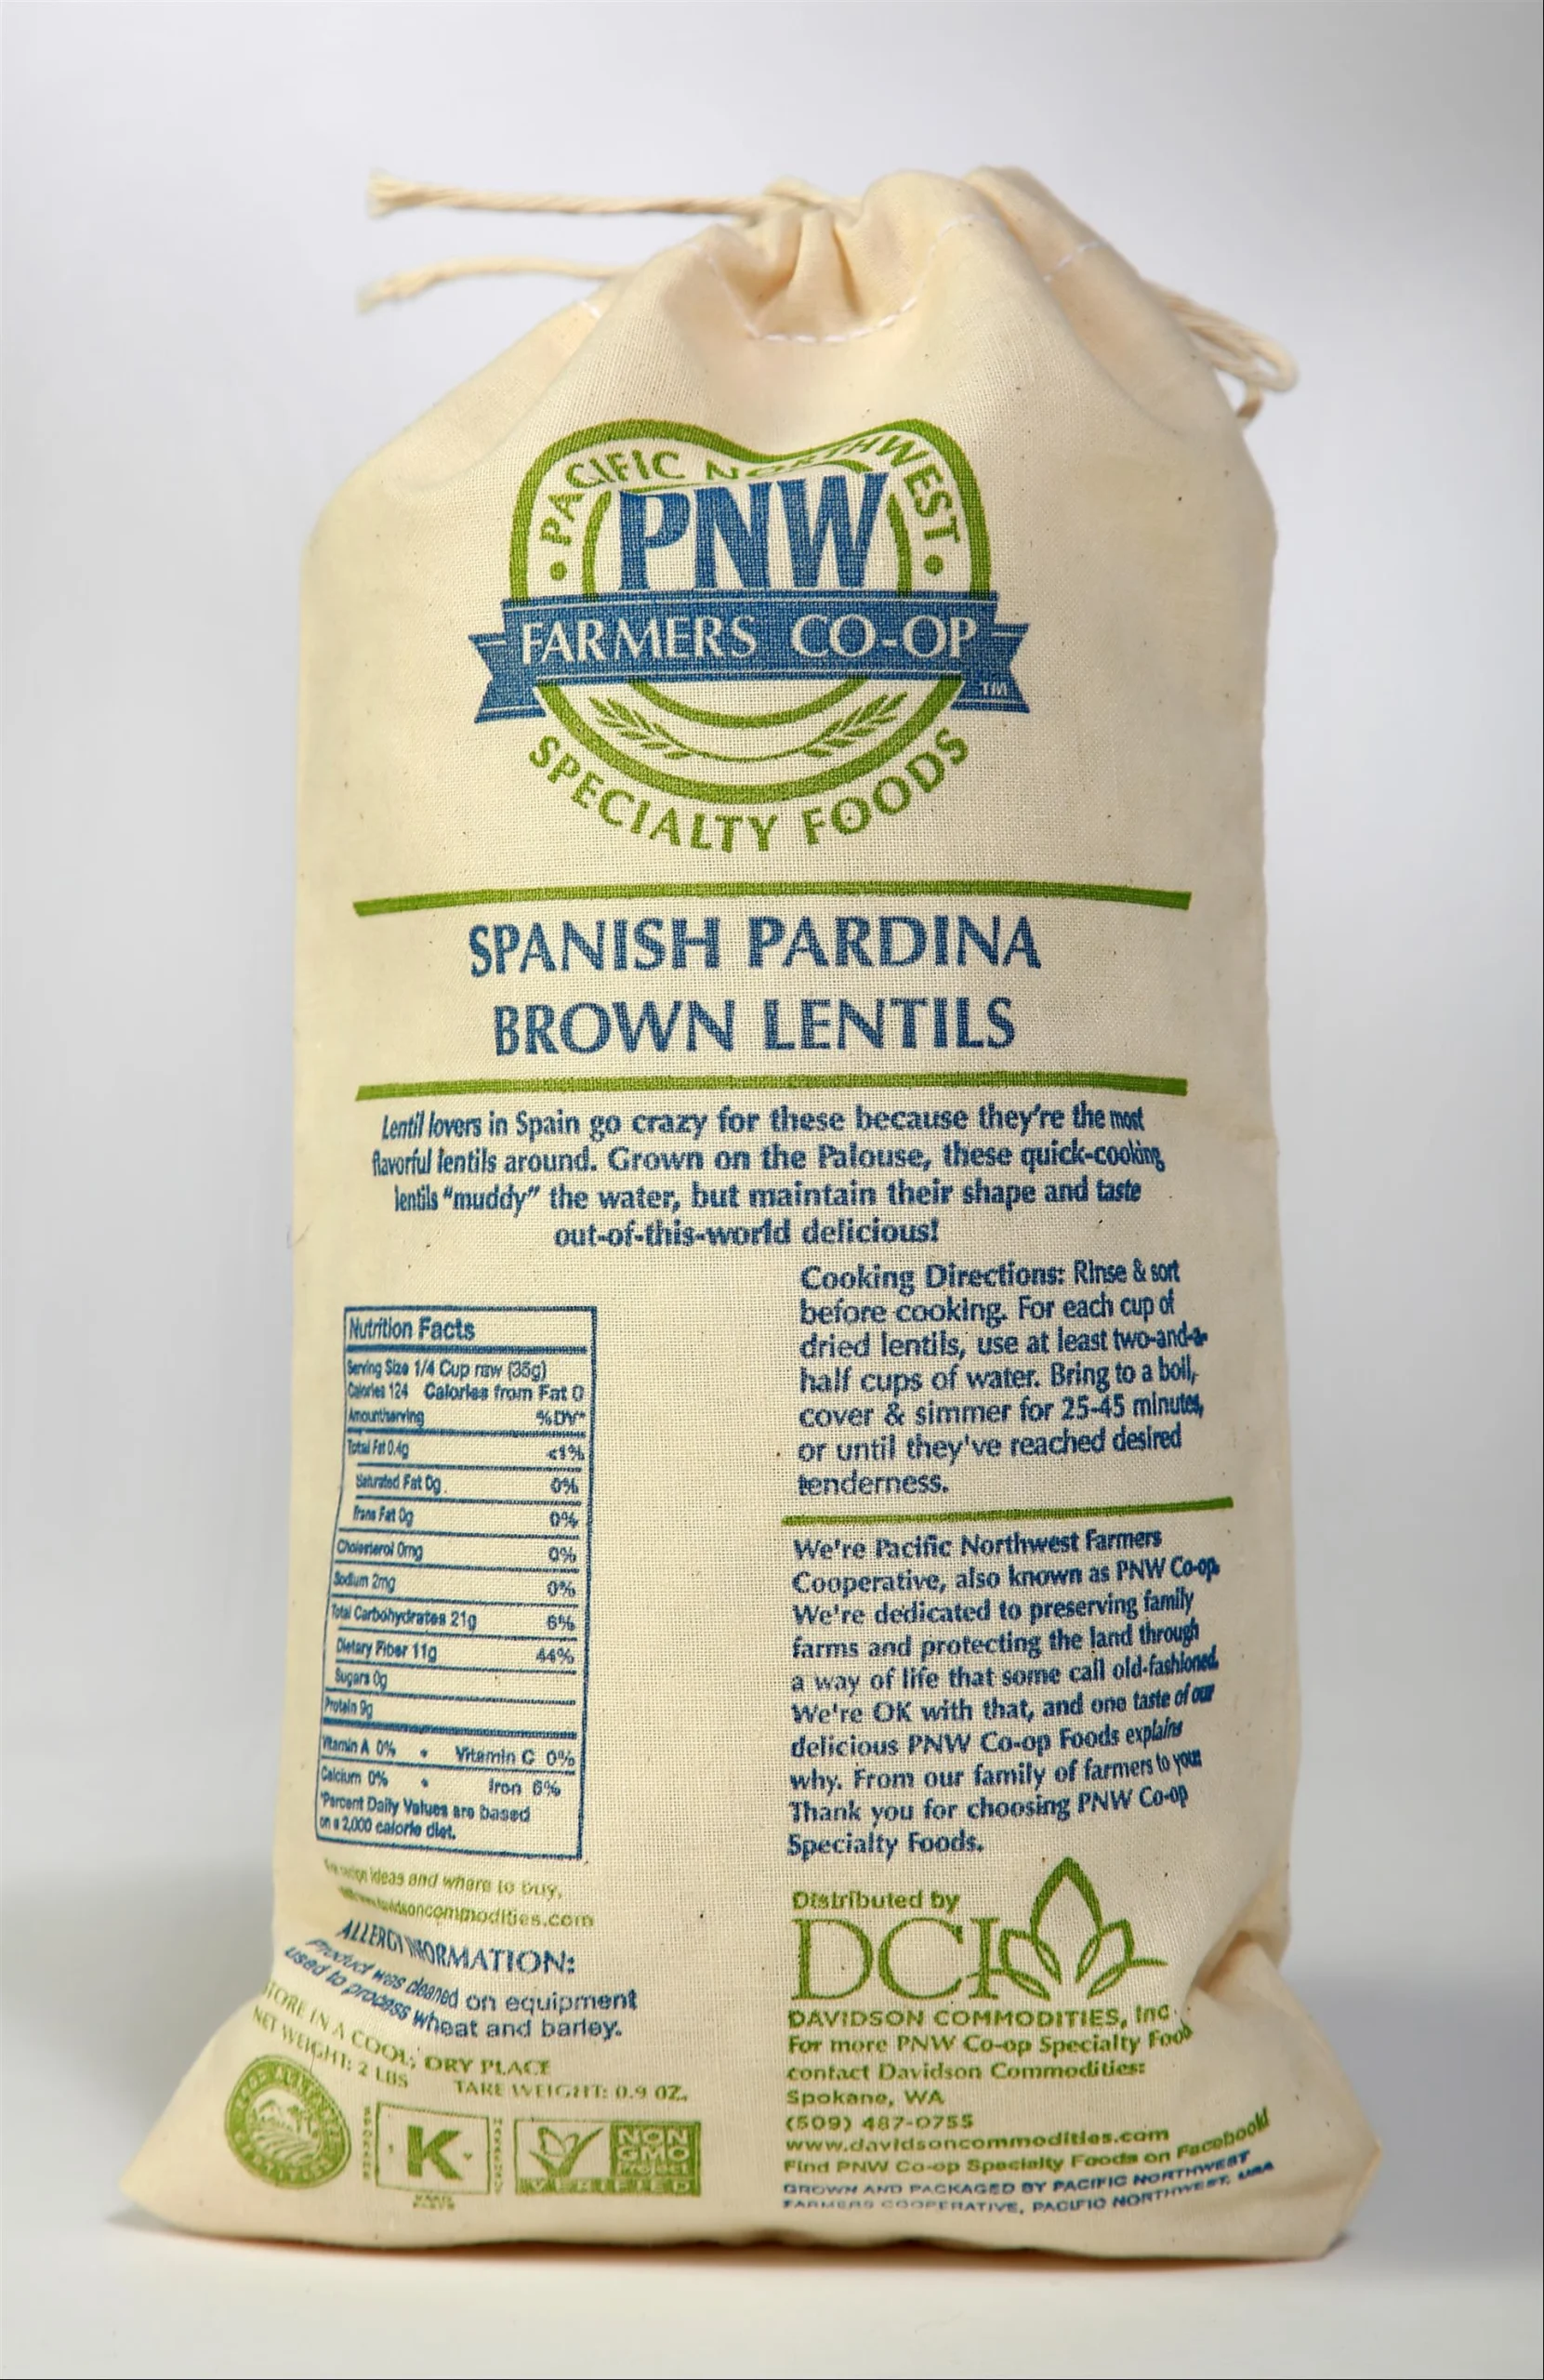 PACIFIC NORTHWEST
PNW
FARMERS CO-OP
TM
SPECIALTY FOODS
SPANISH PARDINA
BROWN LENTILS
Lentil lovers in Spain go crazy for these because they're the most
flavorful lentils around. Grown on the Palouse, these quick-cooking
lentils "muddy" the water, but maintain their shape and taste
out-of-this-world delicious!
Nutrition Facts
Serving Size 1/4 Cup raw (35g)
Calories 124 Calories from Fat 0
Amount/serving %DV*
Total Fat 0.4g <1%
Saturated Fat 0g 0%
Trans Fat 0g 0%
Cholesterol 0mg 0%
Sodium 2mg 0%
Total Carbohydrates 21g 6%
Dietary Fiber 11g 44%
Sugars 0g
Protein 9g
Vitamin A 0% • Vitamin C 0%
Calcium 0% • Iron 6%
*Percent Daily Values are based
on a 2,000 calorie diet.
ideas and where to buy,
ALLERGY INFORMATION:
Product was cleaned on equipment
used to process wheat and barley.
STORE IN A COOL, DRY PLACE
NET WEIGHT: 2 LBS TARE WEIGHT: 0.9 OZ.
K
NON
GMO
Project
VERIFIED
Cooking Directions: Rinse & sort
before cooking. For each cup of
dried lentils, use at least two-and-a-
half cups of water. Bring to a boil,
cover & simmer for 25-45 minutes,
or until they've reached desired
tenderness.
We're Pacific Northwest Farmers
Cooperative, also known as PNW Co-op.
We're dedicated to preserving family
farms and protecting the land through
a way of life that some call old-fashioned.
We're OK with that, and one taste of our
delicious PNW Co-op Foods explains
why. From our family of farmers to your
Thank you for choosing PNW Co-op
Specialty Foods.
Distributed by
DCI
DAVIDSON COMMODITIES, Inc.
For more PNW Co-op Specialty Foods
contact Davidson Commodities:
Spokane, WA
(509) 487-0755
www.davidsoncommodities.com
Find PNW Co-op Specialty Foods on Facebook!
GROWN AND PACKAGED BY PACIFIC NORTHWEST
FARMERS COOPERATIVE, PACIFIC NORTHWEST, USA